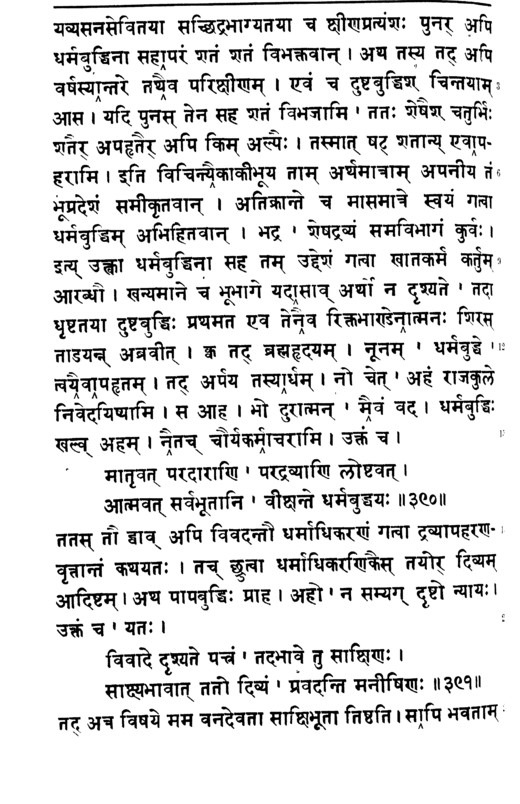 यव्यसनसेवितया सच्छिद्रभाग्यतया च क्षीणप्रत्यंशः पुनर् अपि
धर्मबुद्धिना सहापरं शतं शतं विभक्तवान् । अथ तस्य तद् अपि
वर्षस्यान्तरे तथैव परिक्षीणम् । एवं च दुष्टबुद्धिश् चिन्तयाम्
आस । यदि पुनस् तेन सह शतं विभजामि ' ततः शेषैश् चतुर्भिः
शतैर् अपहृतैर् अपि किम् अल्पैः । तस्मात् षट् शतान्य् एवाप-
हरामि । इति विचिन्त्यैकाकीभूय ताम् अर्थमात्राम् अपनीय तं
भूप्रदेशं समीकृतवान् । अतिक्रान्ते च मासमात्रे स्वयं गत्वा
धर्मबुद्धिम् अभिहितवान् । भद्र ' शेषद्रव्यं समविभागं कुर्वः ।
इत्य् उक्त्वा धर्मबुद्धिना सह तम् उद्देशं गत्वा खातकर्म कर्तुम्
आरब्धौ । खन्यमाने च भूभागे यदासाव् अर्थो न दृश्यते ' तदा
धृष्टतया दुष्टबुद्धिः प्रथमत एव तेनैव रिक्तभाण्डेनात्मनः शिरस्
ताडयन्न् अब्रवीत् । क्व तद् ब्रह्महृदयम् । नूनम् ' धर्मबुद्धे '
त्वयैवापहृतम् । तद् अर्पय तस्यार्धम् । नो चेत् ' अहं राजकुले
निवेदयिष्यामि । स आह । भो दुरात्मन् ' मैवं वद । धर्मबुद्धिः
खल्व् अहम् । नैतच् चौर्यकर्माचरामि । उक्तं च ।
मातृवत् परदाराणि ' परद्रव्याणि लोष्टवत् ।
आत्मवत् सर्वभूतानि ' वीक्षन्ते धर्मबुद्धयः ॥३९०॥
ततस् तौ द्वाव् अपि विवदन्तौ धर्माधिकरणं गत्वा द्रव्यापहरण-
वृत्तान्तं कथयतः । तच् छ्रुत्वा धर्माधिकरणिकैस् तयोर् दिव्यम्
आदिष्टम् । अथ पापबुद्धिः प्राह । अहो ' न सम्यग् दृष्टो न्यायः ।
उक्तं च ' यतः ।
विवादे दृश्यते पत्त्रं ' तदभावे तु साक्षिणः ।
साक्ष्यभावात् ततो दिव्यं ' प्रवदन्ति मनीषिणः ॥३९१॥
तद् अत्र विषये मम वनदेवता साक्षिभूता तिष्ठति । सापि भवताम्